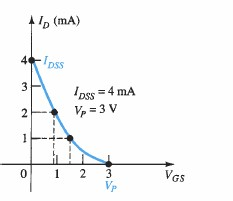 I_D (mA)
4 I_DSS
3
I_DSS = 4 mA
V_P = 3 V
2
1
0 1 2 3 V_GS
V_P